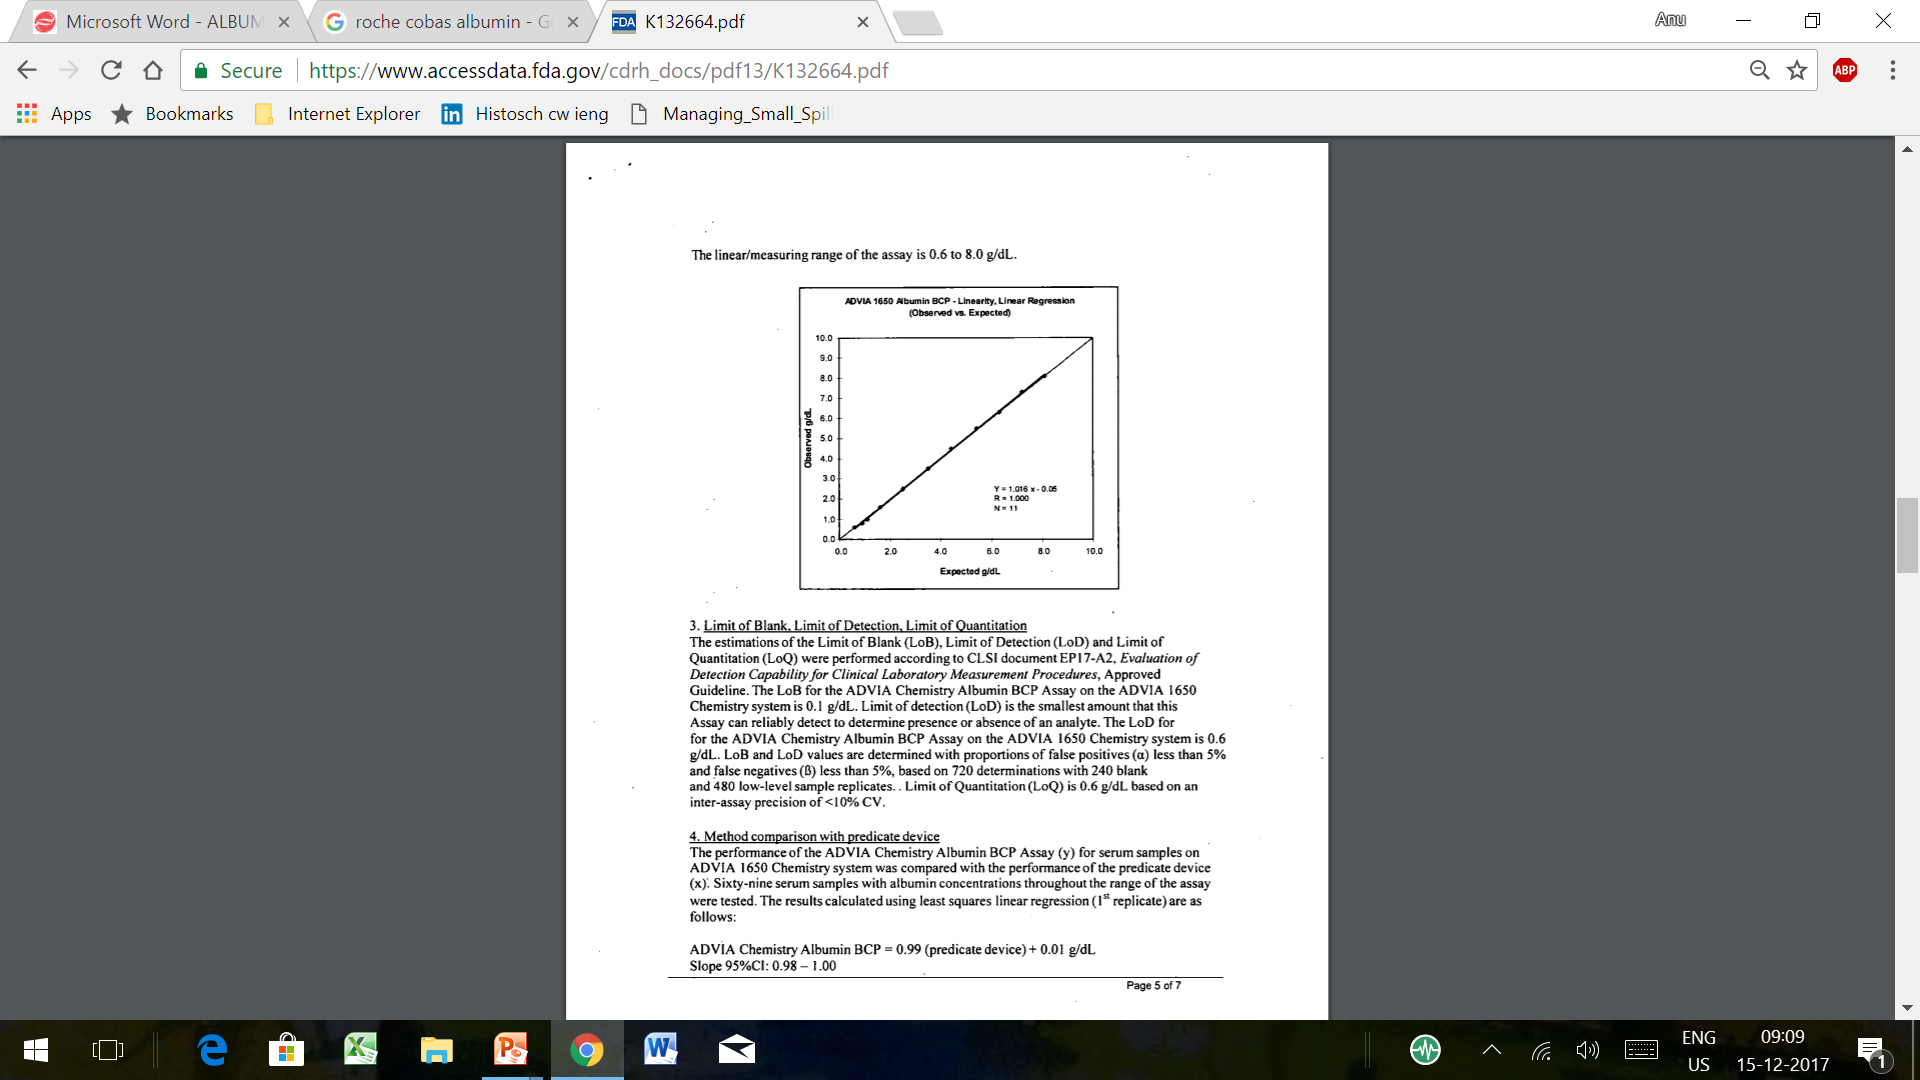 Microsoft Word - ALBUM
roche cobas albumin - G
FDA K132664.pdf
Anu
Secure
https://www.accessdata.fda.gov/cdrh_docs/pdf13/K132664.pdf
ABP
Apps
Bookmarks
Internet Explorer
in Histosch cw ieng
Managing_Small_Spill
The linear/measuring range of the assay is 0.6 to 8.0 g/dL.
ADVIA 1650 Albumin BCP - Linearity, Linear Regression
(Observed vs. Expected)
10.0
9.0
8.0
7.0
6.0
5.0
4.0
3.0
2.0
1.0
0.0
Observed g/dL
Y = 1.016 x - 0.05
R = 1.000
N = 11
0.0 2.0 4.0 6.0 8.0 10.0
Expected g/dL
3. Limit of Blank, Limit of Detection, Limit of Quantitation
The estimations of the Limit of Blank (LoB), Limit of Detection (LoD) and Limit of
Quantitation (LoQ) were performed according to CLSI document EP17-A2, Evaluation of
Detection Capability for Clinical Laboratory Measurement Procedures, Approved
Guideline. The LoB for the ADVIA Chemistry Albumin BCP Assay on the ADVIA 1650
Chemistry system is 0.1 g/dL. Limit of detection (LoD) is the smallest amount that this
Assay can reliably detect to determine presence or absence of an analyte. The LoD for
for the ADVIA Chemistry Albumin BCP Assay on the ADVIA 1650 Chemistry system is 0.6
g/dL. LoB and LoD values are determined with proportions of false positives (α) less than 5%
and false negatives (ß) less than 5%, based on 720 determinations with 240 blank
and 480 low-level sample replicates. . Limit of Quantitation (LoQ) is 0.6 g/dL based on an
inter-assay precision of <10% CV.
4. Method comparison with predicate device
The performance of the ADVIA Chemistry Albumin BCP Assay (y) for serum samples on
ADVIA 1650 Chemistry system was compared with the performance of the predicate device
(x). Sixty-nine serum samples with albumin concentrations throughout the range of the assay
were tested. The results calculated using least squares linear regression (1st replicate) are as
follows:
ADVIA Chemistry Albumin BCP = 0.99 (predicate device) + 0.01 g/dL
Slope 95%CI: 0.98 – 1.00
Page 5 of 7
ENG
US
09:09
15-12-2017
1